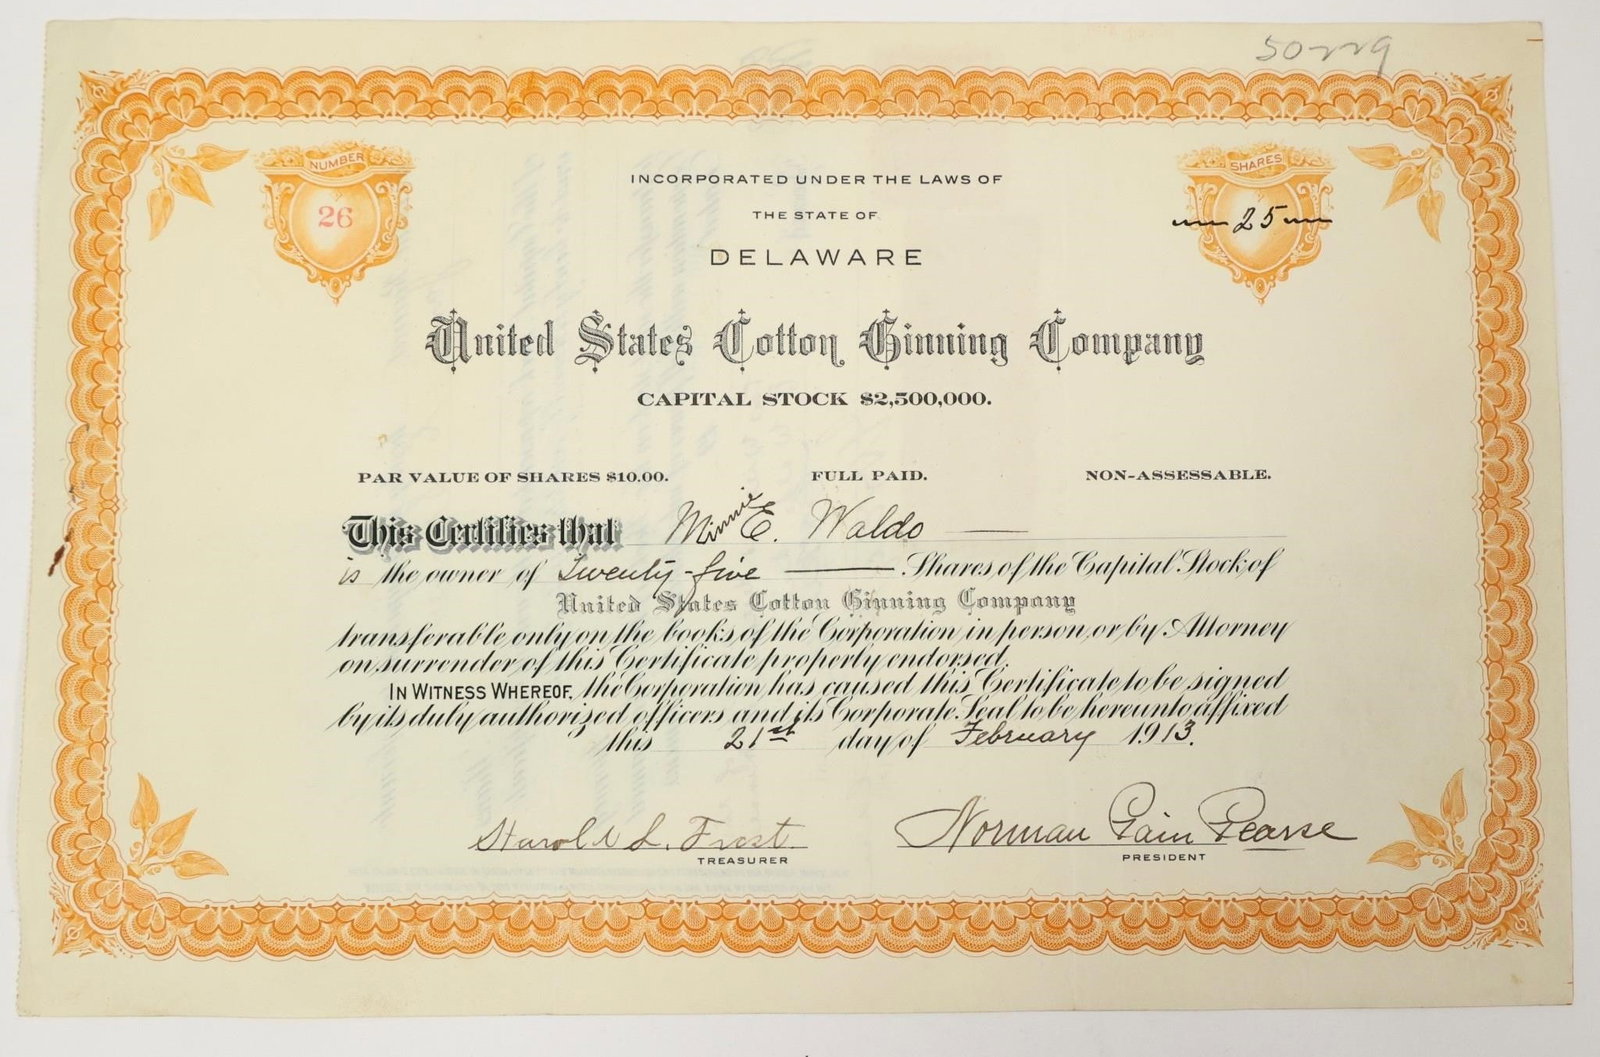 50229
NUMBER
26
SHARES
25
INCORPORATED UNDER THE LAWS OF
THE STATE OF
DELAWARE
United States Cotton Ginning Company
CAPITAL STOCK $2,500,000.
PAR VALUE OF SHARES $10.00. FULL PAID. NON-ASSESSABLE.
This Certifies that Minnie E. Waldo
is the owner of Twenty-five Shares of the Capital Stock of
United States Cotton Ginning Company
transferable only on the books of the Corporation in person or by Attorney
on surrender of this Certificate properly endorsed.
IN WITNESS WHEREOF, the Corporation has caused this Certificate to be signed
by its duly authorized officers and its Corporate Seal to be hereunto affixed
this 21st day of February 1913.
Harold L. Frost
TREASURER
Norman Pain Pearse
PRESIDENT